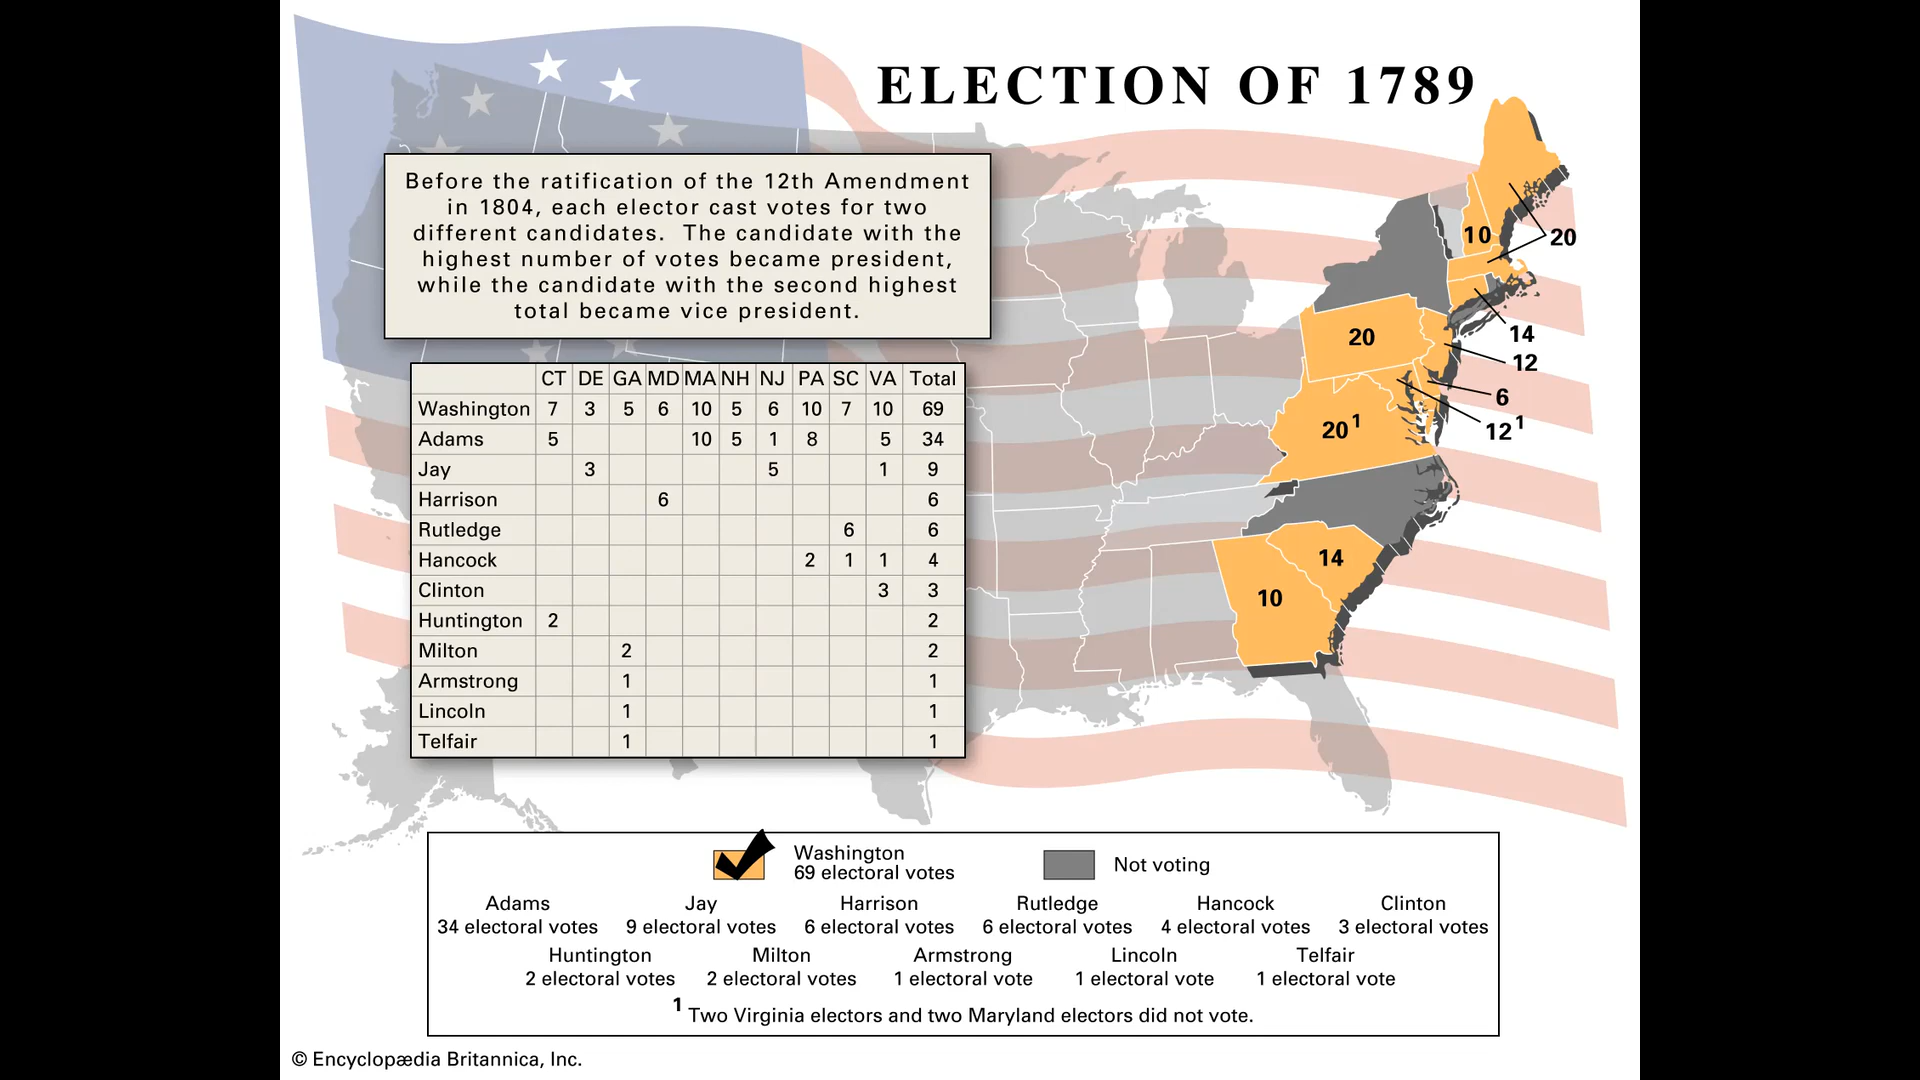 ELECTION OF 1789
Before the ratification of the 12th Amendment
in 1804, each elector cast votes for two
different candidates. The candidate with the
highest number of votes became president,
while the candidate with the second highest
total became vice president.
CT DE GA MD MA NH NJ PA SC VA Total
Washington 7 3 5 6 10 5 6 10 7 10 69
Adams 5 10 5 1 8 5 34
Jay 3 5 1 9
Harrison 6 6
Rutledge 6 6
Hancock 2 1 1 4
Clinton 3 3
Huntington 2 2
Milton 2 2
Armstrong 1 1
Lincoln 1 1
Telfair 1 1
10
20
14
20
12
6
12 1
20 1
14
10
Washington
69 electoral votes
Not voting
Adams Jay Harrison Rutledge Hancock Clinton
34 electoral votes 9 electoral votes 6 electoral votes 6 electoral votes 4 electoral votes 3 electoral votes
Huntington Milton Armstrong Lincoln Telfair
2 electoral votes 2 electoral votes 1 electoral vote 1 electoral vote 1 electoral vote
1 Two Virginia electors and two Maryland electors did not vote.
© Encyclopædia Britannica, Inc.